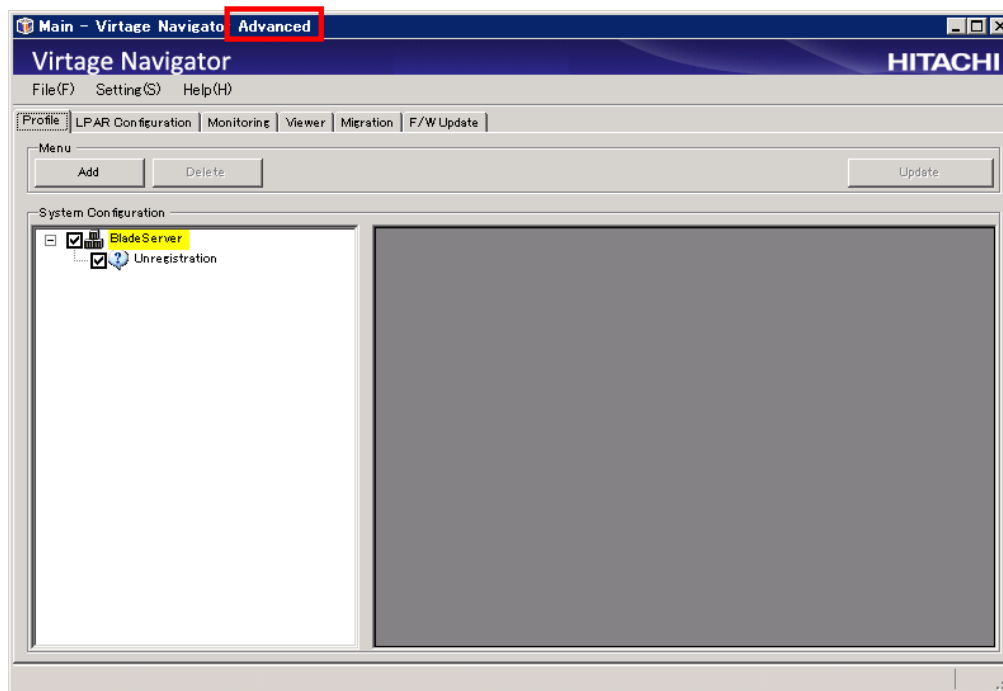 Main - Virtage Navigator Advanced
Virtage Navigator
HITACHI
File(F) Setting(S) Help(H)
Profile LPAR Configuration Monitoring Viewer Migration F/W Update
Menu
Add Delete Update
System Configuration
BladeServer
Unregistration